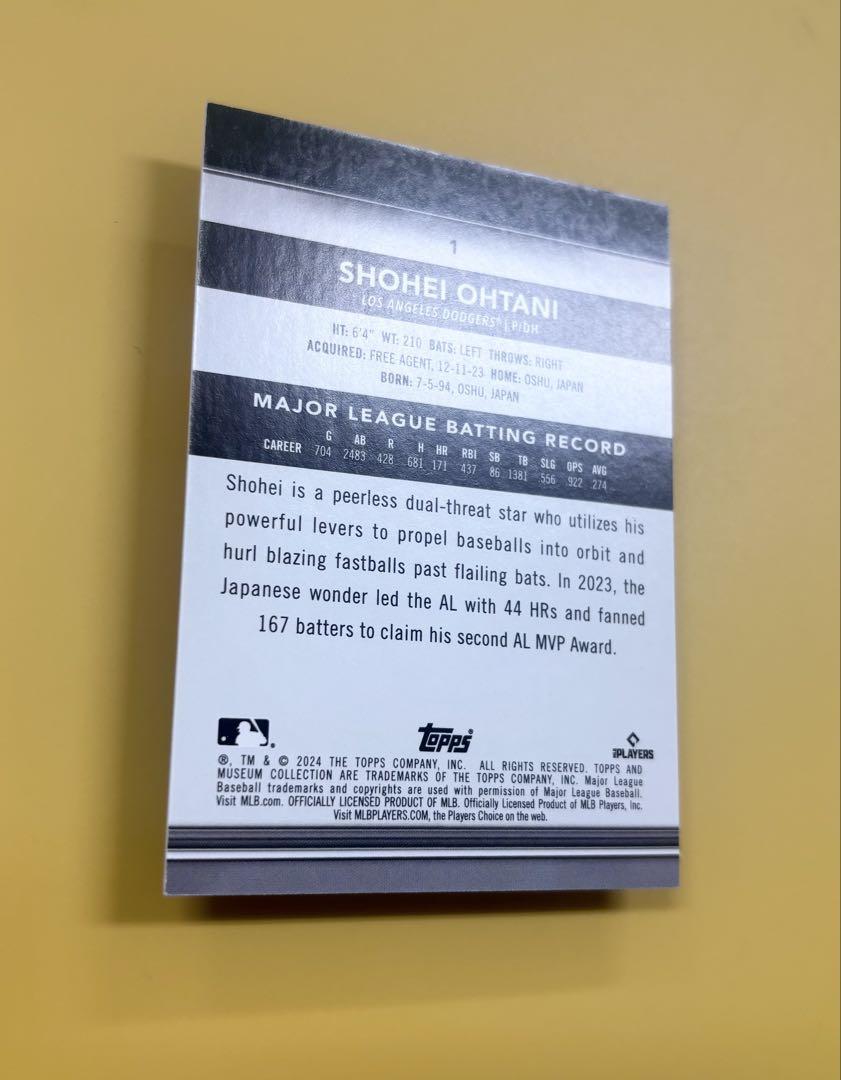 1
SHOHEI OHTANI
LOS ANGELES DODGERS® | P/DH
HT: 6'4" WT: 210 BATS: LEFT THROWS: RIGHT
ACQUIRED: FREE AGENT, 12-11-23 HOME: OSHU, JAPAN
BORN: 7-5-94, OSHU, JAPAN
MAJOR LEAGUE BATTING RECORD
G AB R H HR RBI SB TB SLG OPS AVG
CAREER 704 2483 428 681 171 437 86 1381 .556 .922 .274
Shohei is a peerless dual-threat star who utilizes his
powerful levers to propel baseballs into orbit and
hurl blazing fastballs past flailing bats. In 2023, the
Japanese wonder led the AL with 44 HRs and fanned
167 batters to claim his second AL MVP Award.
topps®
MLBPLAYERS
®, TM & © 2024 THE TOPPS COMPANY, INC. ALL RIGHTS RESERVED. TOPPS AND
MUSEUM COLLECTION ARE TRADEMARKS OF THE TOPPS COMPANY, INC. Major League
Baseball trademarks and copyrights are used with permission of Major League Baseball.
Visit MLB.com. OFFICIALLY LICENSED PRODUCT OF MLB. Officially Licensed Product of MLB Players, Inc.
Visit MLBPLAYERS.COM, the Players Choice on the web.